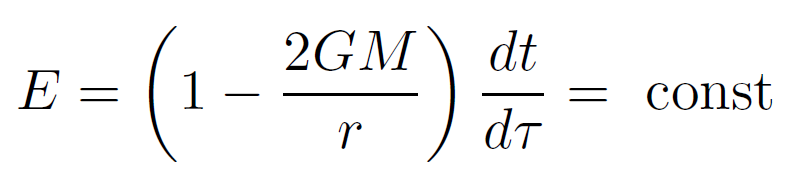 E = (1 − 2GM/r) dt/dτ = const